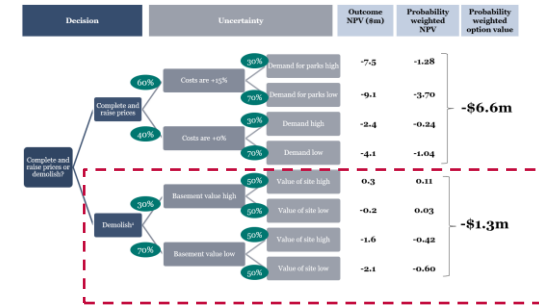 Decision
Uncertainty
Outcome
NPV ($m)
Probability
weighted
NPV
Probability
weighted
option value
Complete and
raise prices or
demolish?
Complete and
raise prices
Demolish*
60%
40%
30%
70%
Costs are +15%
Costs are +0%
Basement value high
Basement value low
30%
Demand for parks high
-7.5
-1.28
70%
Demand for parks low
-9.1
-3.70
30%
Demand high
-2.4
-0.24
70%
Demand low
-4.1
-1.04
-$6.6m
50%
Value of site high
0.3
0.11
50%
Value of site low
-0.2
0.03
50%
Value of site high
-1.6
-0.42
50%
Value of site low
-2.1
-0.60
-$1.3m